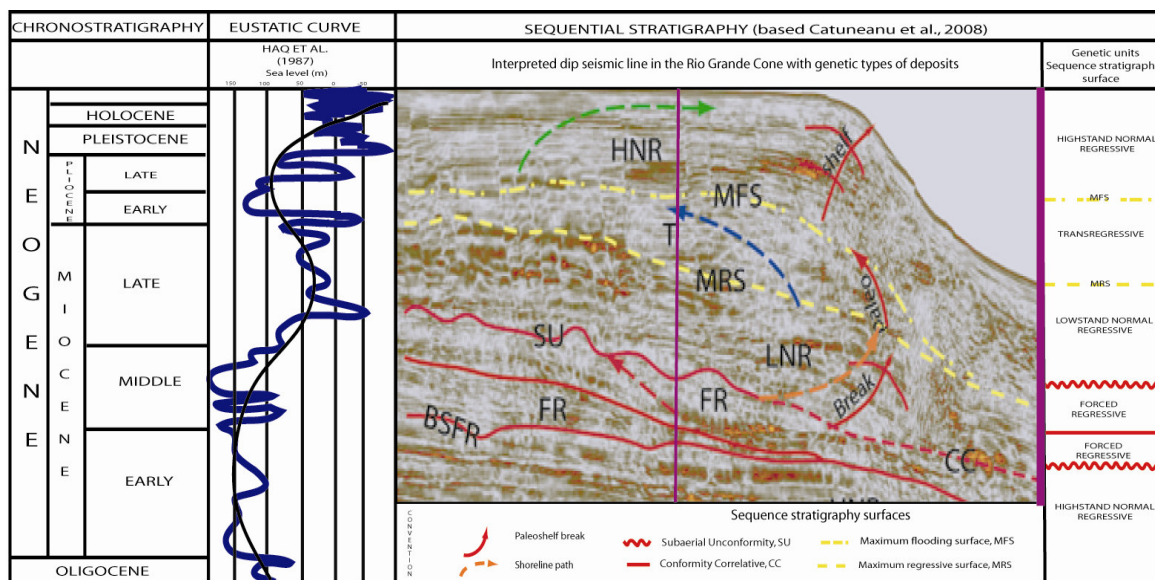 CHRONOSTRATIGRAPHY
EUSTATIC CURVE
SEQUENTIAL STRATIGRAPHY (based Catuneanu et al., 2008)
HAQ ET AL.
(1987)
Sea level (m)
150 100 50 0 -50
Interpreted dip seismic line in the Rio Grande Cone with genetic types of deposits
Genetic units
Sequence stratigraph
surface
NEOGENE
HOLOCENE
PLEISTOCENE
PLIOCENE
LATE
EARLY
MIOCENE
LATE
MIDDLE
EARLY
OLIGOCENE
HNR
shelf
MFS
T
MRS
Paleo
SU
LNR
FR
FR
Break
BSFR
CC
HIGHSTAND NORMAL
REGRESSIVE
MFS
TRANSREGRESSIVE
MRS
LOWSTAND NORMAL
REGRESSIVE
FORCED
REGRESSIVE
FORCED
REGRESSIVE
HIGHSTAND NORMAL
REGRESSIVE
CONVENTION
Sequence stratigraphy surfaces
Paleoshelf break
Subaerial Unconformity, SU
Maximum flooding surface, MFS
Shoreline path
Conformity Correlative, CC
Maximum regressive surface, MRS